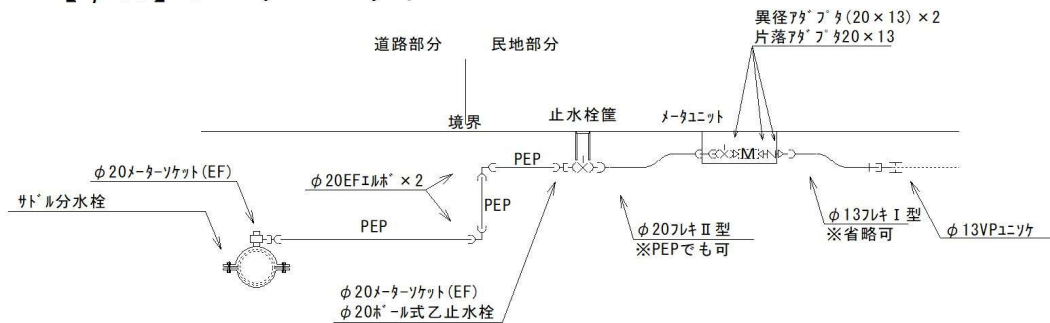 異径アダプタ(20×13)×2
片落アダプタ20×13
道路部分
民地部分
境界
止水栓筐
メータユニット
PEP
M
φ20メーターソケット(EF)
φ20EFエルボ×2
サドル分水栓
PEP
PEP
φ20フレキⅡ型
※PEPでも可
φ13フレキⅠ型
※省略可
φ13VPユニソケ
φ20メーターソケット(EF)
φ20ボール式乙止水栓